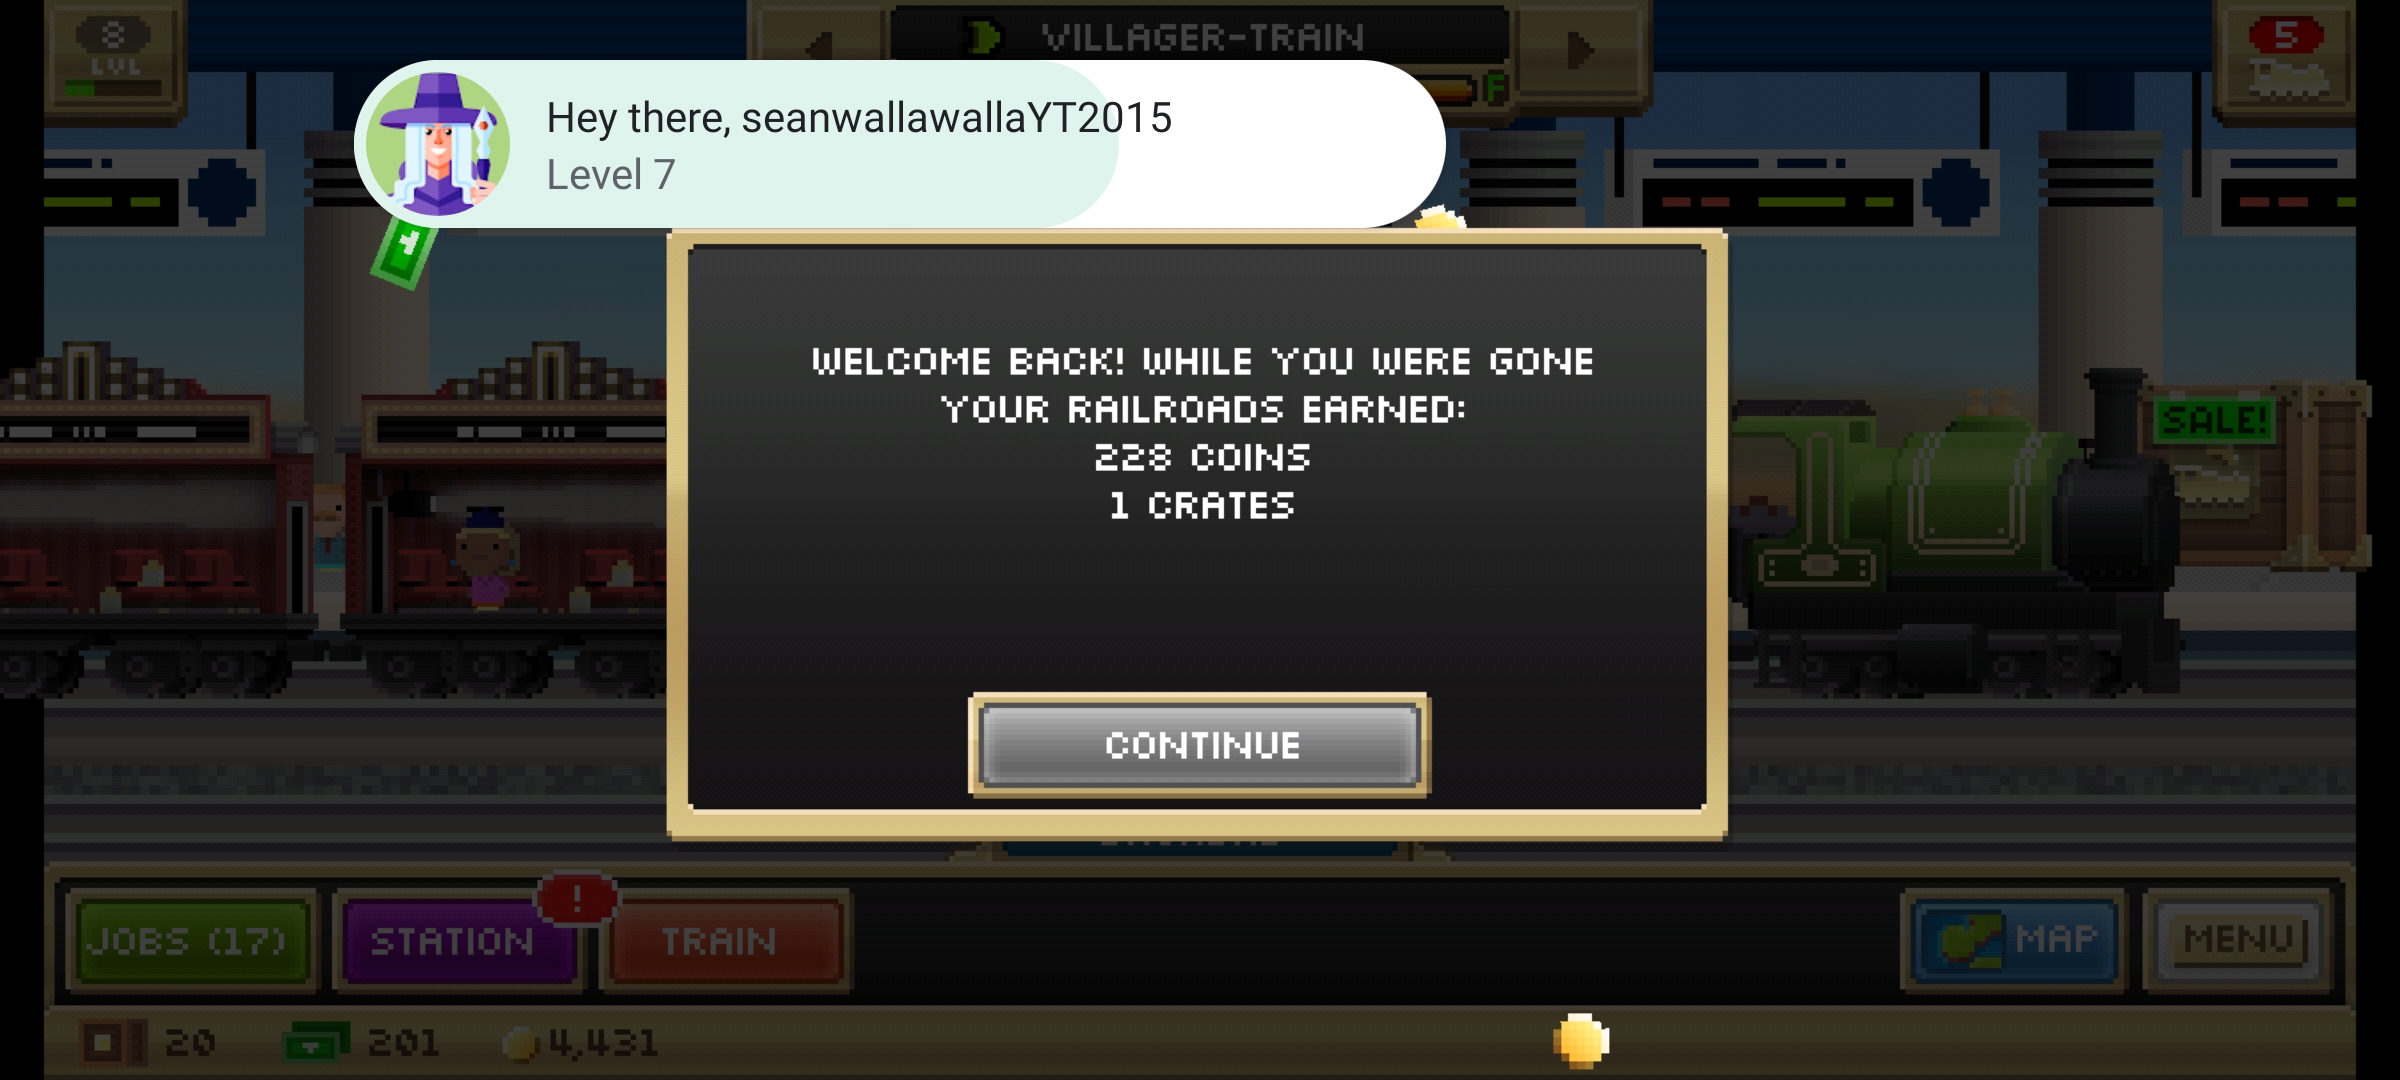 8
LVL
VILLAGER-TRAIN
F
5
Hey there, seanwallawallaYT2015
Level 7
WELCOME BACK! WHILE YOU WERE GONE
YOUR RAILROADS EARNED:
228 COINS
1 CRATES
SALE!
CONTINUE
JOBS (17)
STATION
!
TRAIN
MAP
MENU
20
201
4,431